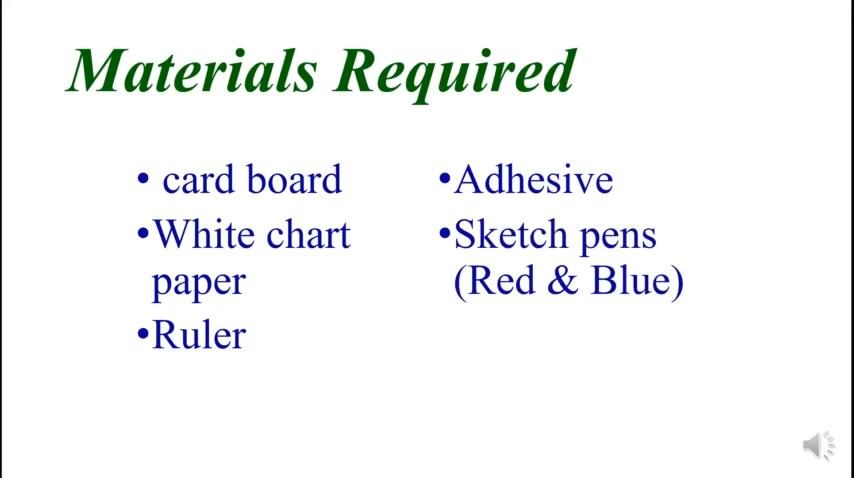 Materials Required
• card board
•White chart
paper
•Ruler
•Adhesive
•Sketch pens
(Red & Blue)